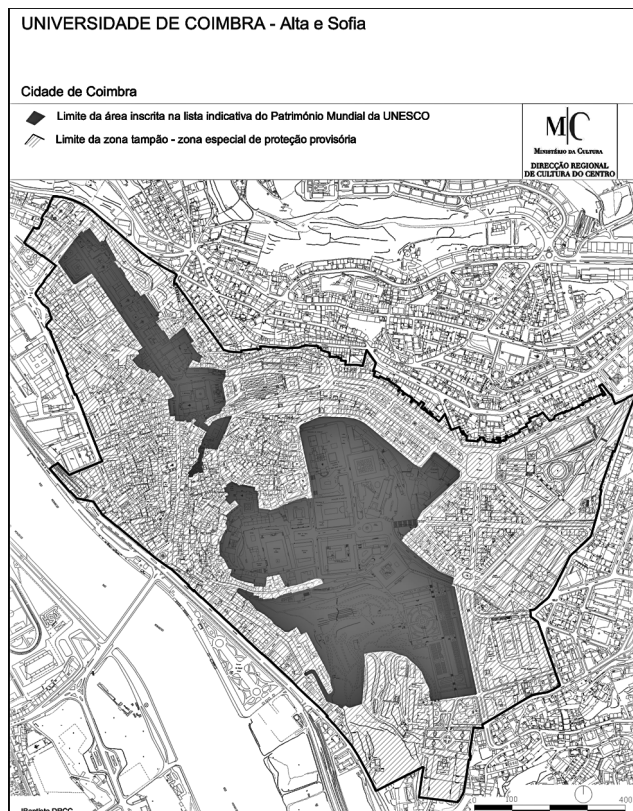 UNIVERSIDADE DE COIMBRA - Alta e Sofia
Cidade de Coimbra
Limite da área inscrita na lista indicativa do Património Mundial da UNESCO
Limite da zona tampão - zona especial de proteção provisória
M|C
MINISTÉRIO DA CULTURA
DIRECÇÃO REGIONAL
DE CULTURA DO CENTRO
0 100 400